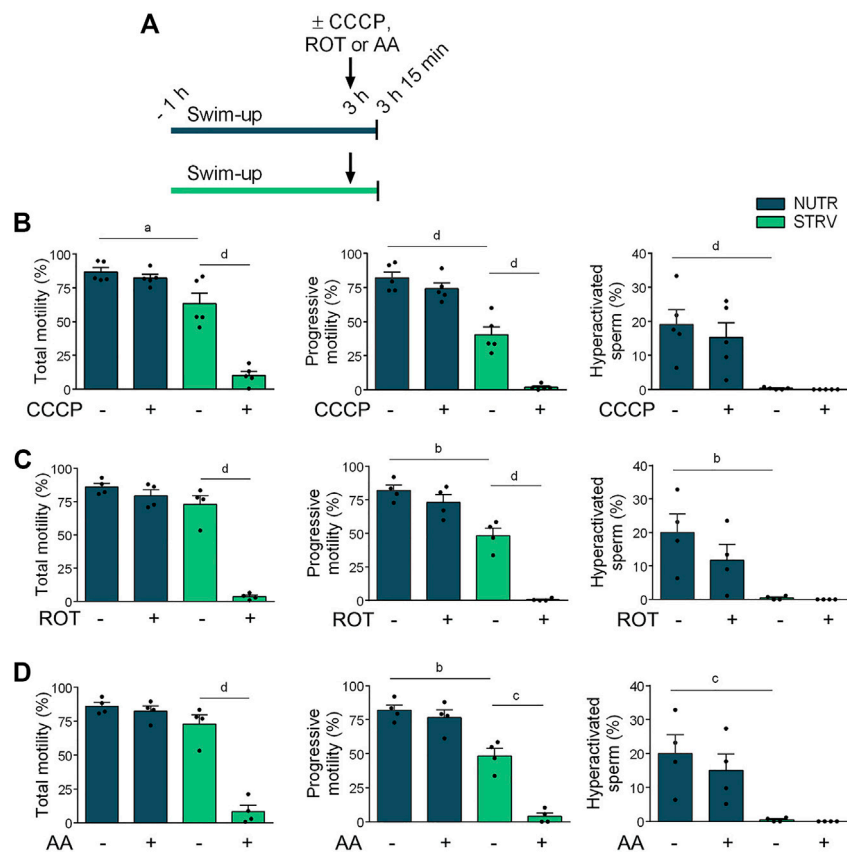 A
± CCCP,
ROT or AA
- 1 h
3 h
3 h 15 min
Swim-up
Swim-up
NUTR
STRV
B
Total motility (%)
100
75
50
25
0
a
d
CCCP - + - +
Progressive
motility (%)
100
75
50
25
0
d
d
CCCP - + - +
Hyperactivated
sperm (%)
40
30
20
10
0
d
CCCP - + - +
C
Total motility (%)
100
75
50
25
0
d
ROT - + - +
Progressive
motility (%)
100
75
50
25
0
b
d
ROT - + - +
Hyperactivated
sperm (%)
40
30
20
10
0
b
ROT - + - +
D
Total motility (%)
100
75
50
25
0
d
AA - + - +
Progressive
motility (%)
100
75
50
25
0
b
c
AA - + - +
Hyperactivated
sperm (%)
40
30
20
10
0
c
AA - + - +